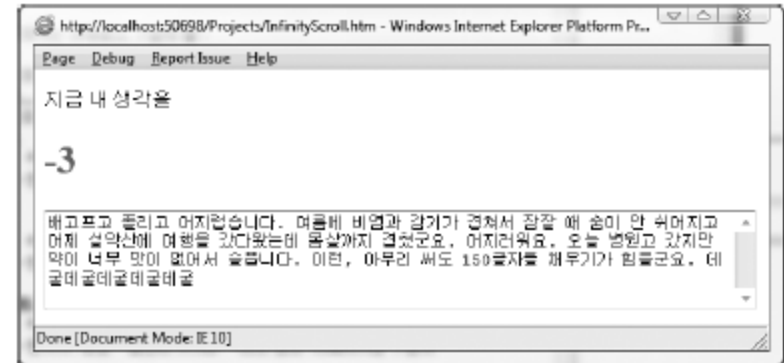 http://localhost:50698/Projects/InfinityScroll.htm - Windows Internet Explorer Platform Pr...
Page Debug Report Issue Help
지금 내 생각을
-3
배고프고 졸리고 어지럽습니다. 여름에 비염과 감기가 겹쳐서 잠잘 때 숨이 안 쉬어지고
어제 설악산에 여행을 갔다왔는데 몸살까지 겹쳤군요. 어지러워요. 오늘 병원고 갔지만
약이 너무 맛이 없어서 슬픕니다. 이런, 아무리 써도 150글자를 채우기가 힘들군요. 데
굴데굴데굴데굴데굴
Done [Document Mode: IE10]